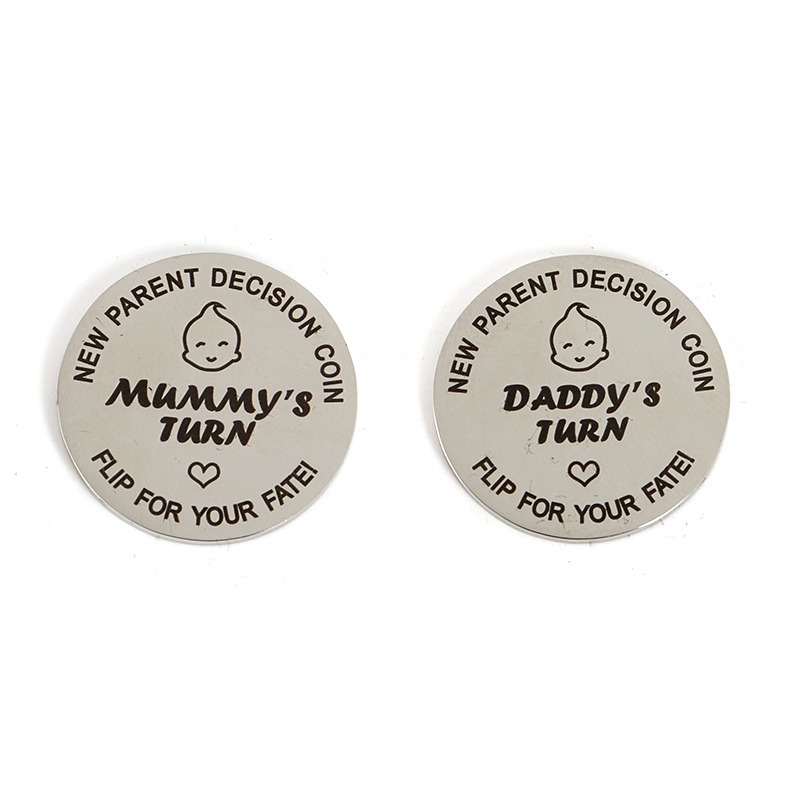 NEW PARENT DECISION COIN
MUMMY'S
TURN
FLIP FOR YOUR FATE!
NEW PARENT DECISION COIN
DADDY'S
TURN
FLIP FOR YOUR FATE!